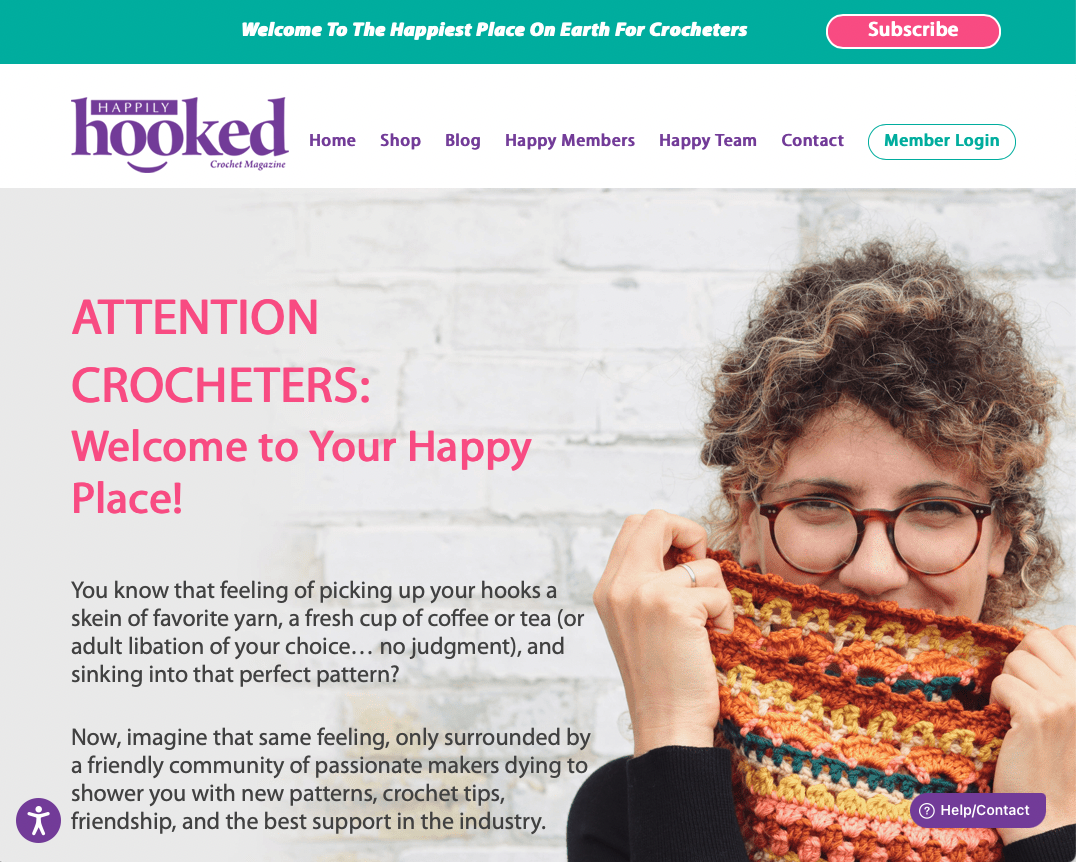 Welcome To The Happiest Place On Earth For Crocheters
Subscribe
HAPPILY
hooked
Crochet Magazine
Home
Shop
Blog
Happy Members
Happy Team
Contact
Member Login
ATTENTION
CROCHETERS:
Welcome to Your Happy
Place!
You know that feeling of picking up your hooks a
skein of favorite yarn, a fresh cup of coffee or tea (or
adult libation of your choice… no judgment), and
sinking into that perfect pattern?
Now, imagine that same feeling, only surrounded by
a friendly community of passionate makers dying to
shower you with new patterns, crochet tips,
friendship, and the best support in the industry.
Help/Contact